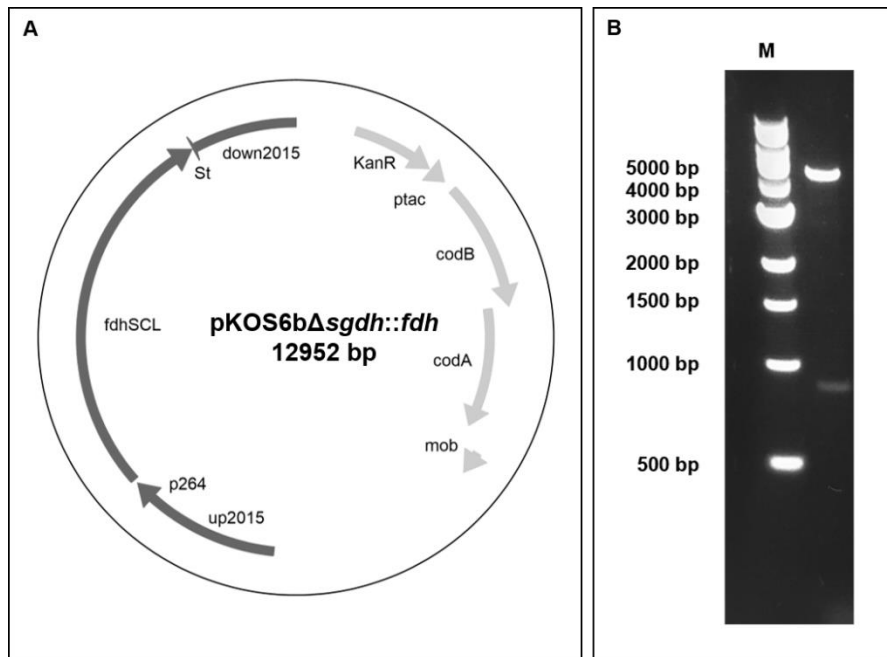 A
down2015
St
KanR
ptac
codB
fdhSCL
pKOS6bΔsgdh::fdh
12952 bp
codA
mob
p264
up2015
B
M
5000 bp
4000 bp
3000 bp
2000 bp
1500 bp
1000 bp
500 bp